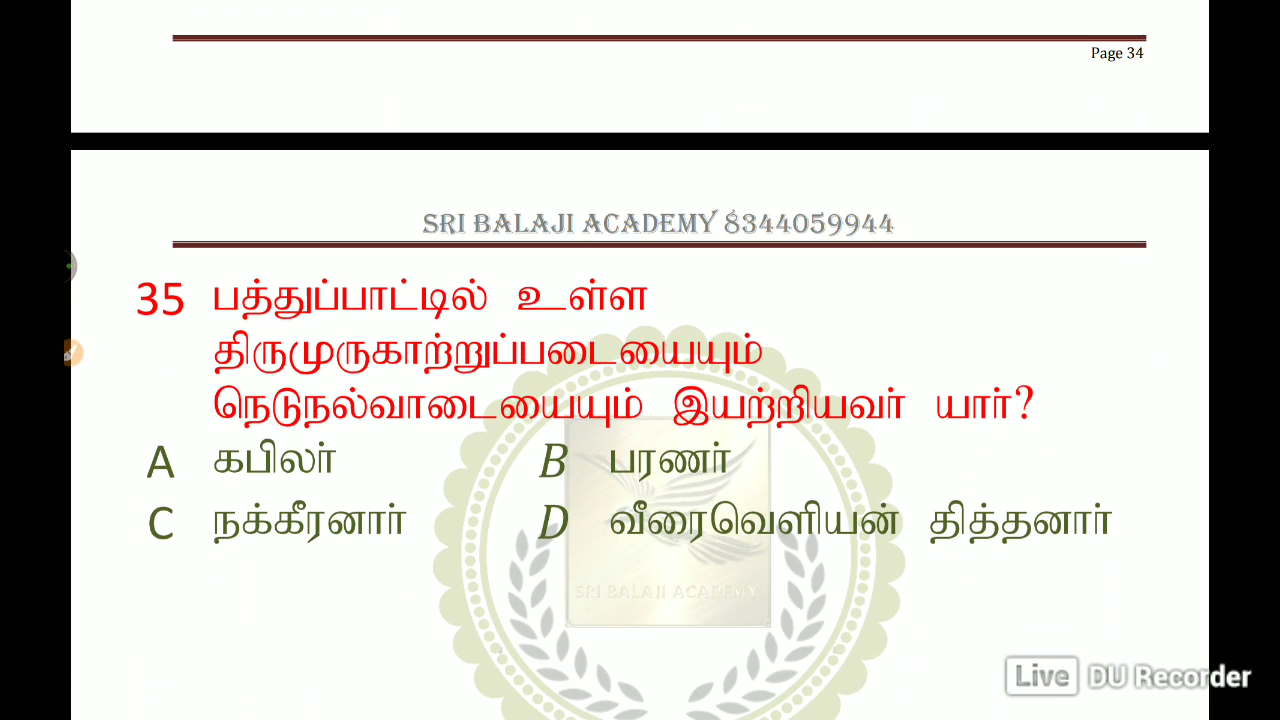 Page 34
SRI BALAJI ACADEMY 8344059944
35 பத்துப்பாட்டில் உள்ள
திருமுருகாற்றுப்படையையும்
நெடுநல்வாடையையும் இயற்றியவர் யார்?
A கபிலர் B பரணர்
C நக்கீரனார் D வீரைவெளியன் தித்தனார்
SRI BALAJI ACADEMY
Live DU Recorder